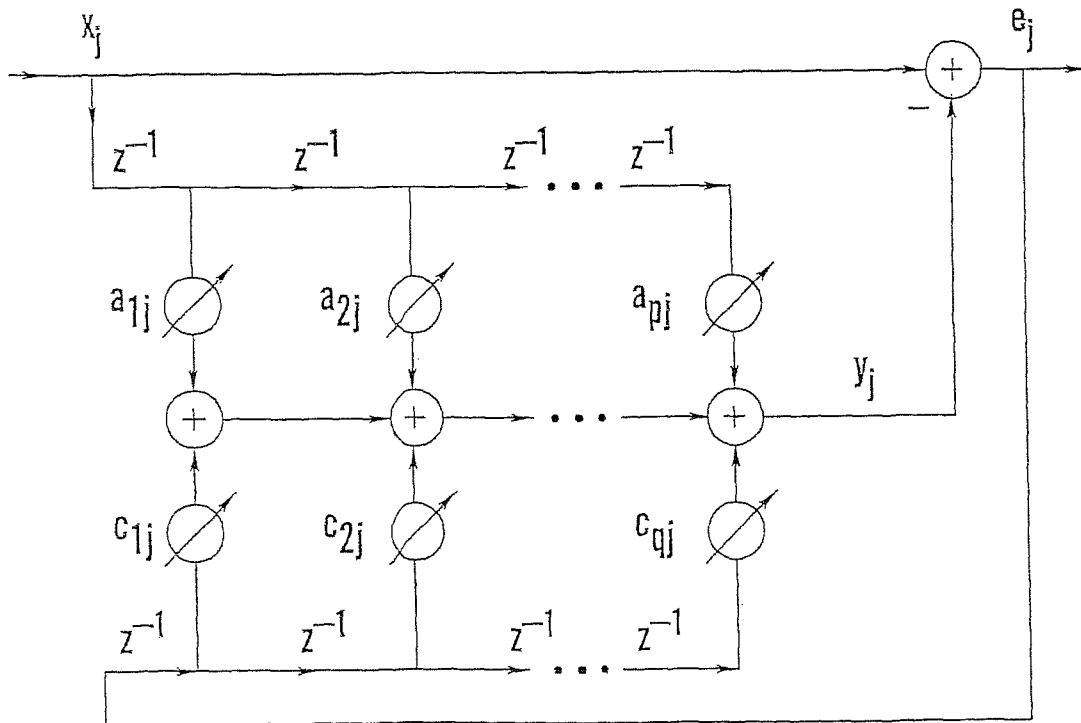 x_j e_j
+
−
z^−1 z^−1 z^−1 z^−1
• • •
a_1j a_2j a_pj
y_j
+ + • • • +
c_1j c_2j c_qj
z^−1 z^−1 z^−1 z^−1
• • •